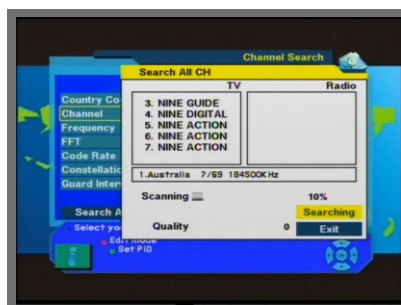 Channel Search
Search All CH
TV Radio
3. NINE GUIDE
4. NINE DIGITAL
5. NINE ACTION
6. NINE ACTION
7. NINE ACTION
Country Co
Channel
Frequency
FFT
Code Rate
Constellatic
Guard Inter
1.Australia 7/69 184500KHz
Scanning 10%
Search A Searching
Quality 0 Exit
Select yo
Edit mode
Set PID